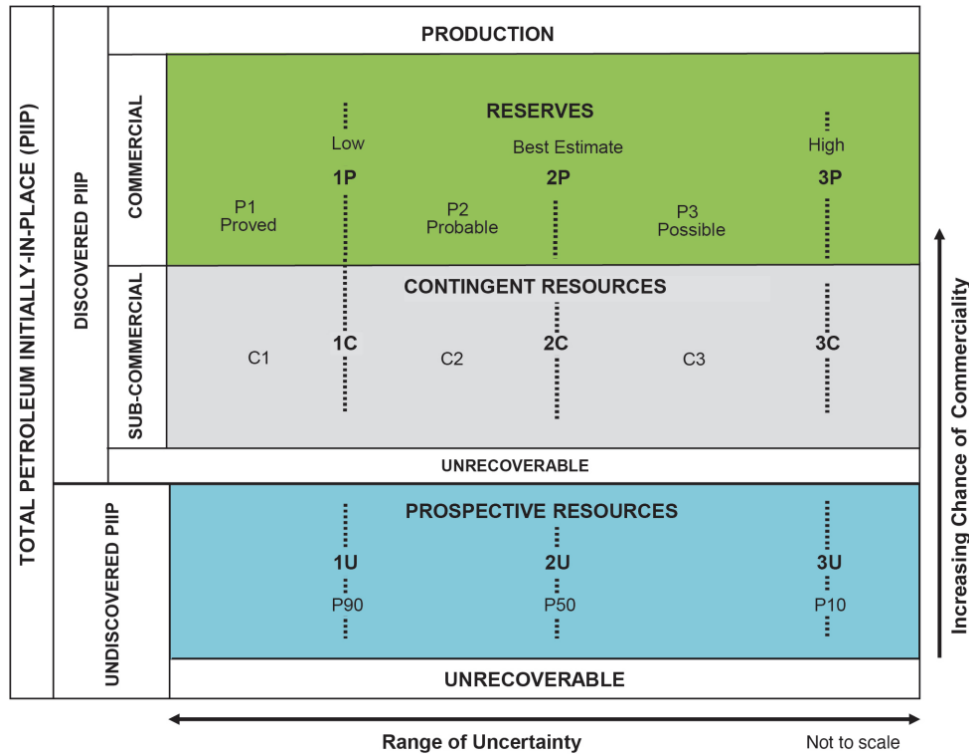 TOTAL PETROLEUM INITIALLY-IN-PLACE (PIIP)
DISCOVERED PIIP
UNDISCOVERED PIIP
COMMERCIAL
SUB-COMMERCIAL
PRODUCTION
RESERVES
Low
Best Estimate
High
1P
2P
3P
P1
Proved
P2
Probable
P3
Possible
CONTINGENT RESOURCES
1C
2C
3C
C1
C2
C3
UNRECOVERABLE
PROSPECTIVE RESOURCES
1U
2U
3U
P90
P50
P10
UNRECOVERABLE
Increasing Chance of Commerciality
Range of Uncertainty
Not to scale